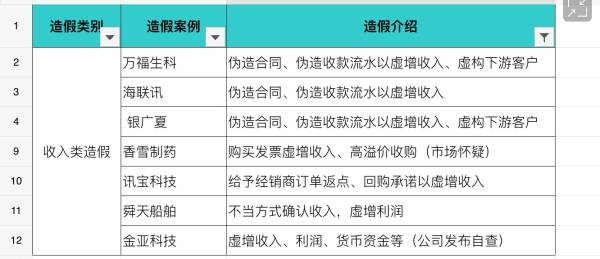 1 造假类别 造假案例 造假介绍
2 万福生科 伪造合同、伪造收款流水以虚增收入、虚构下游客户
3 海联讯 伪造合同、伪造收款流水以虚增收入
4 银广夏 伪造合同、伪造收款流水以虚增收入、虚构下游客户
9 收入类造假 香雪制药 购买发票虚增收入、高溢价收购（市场怀疑）
10 讯宝科技 给予经销商订单返点、回购承诺以虚增收入
11 舜天船舶 不当方式确认收入，虚增利润
12 金亚科技 虚增收入、利润、货币资金等（公司发布自查）